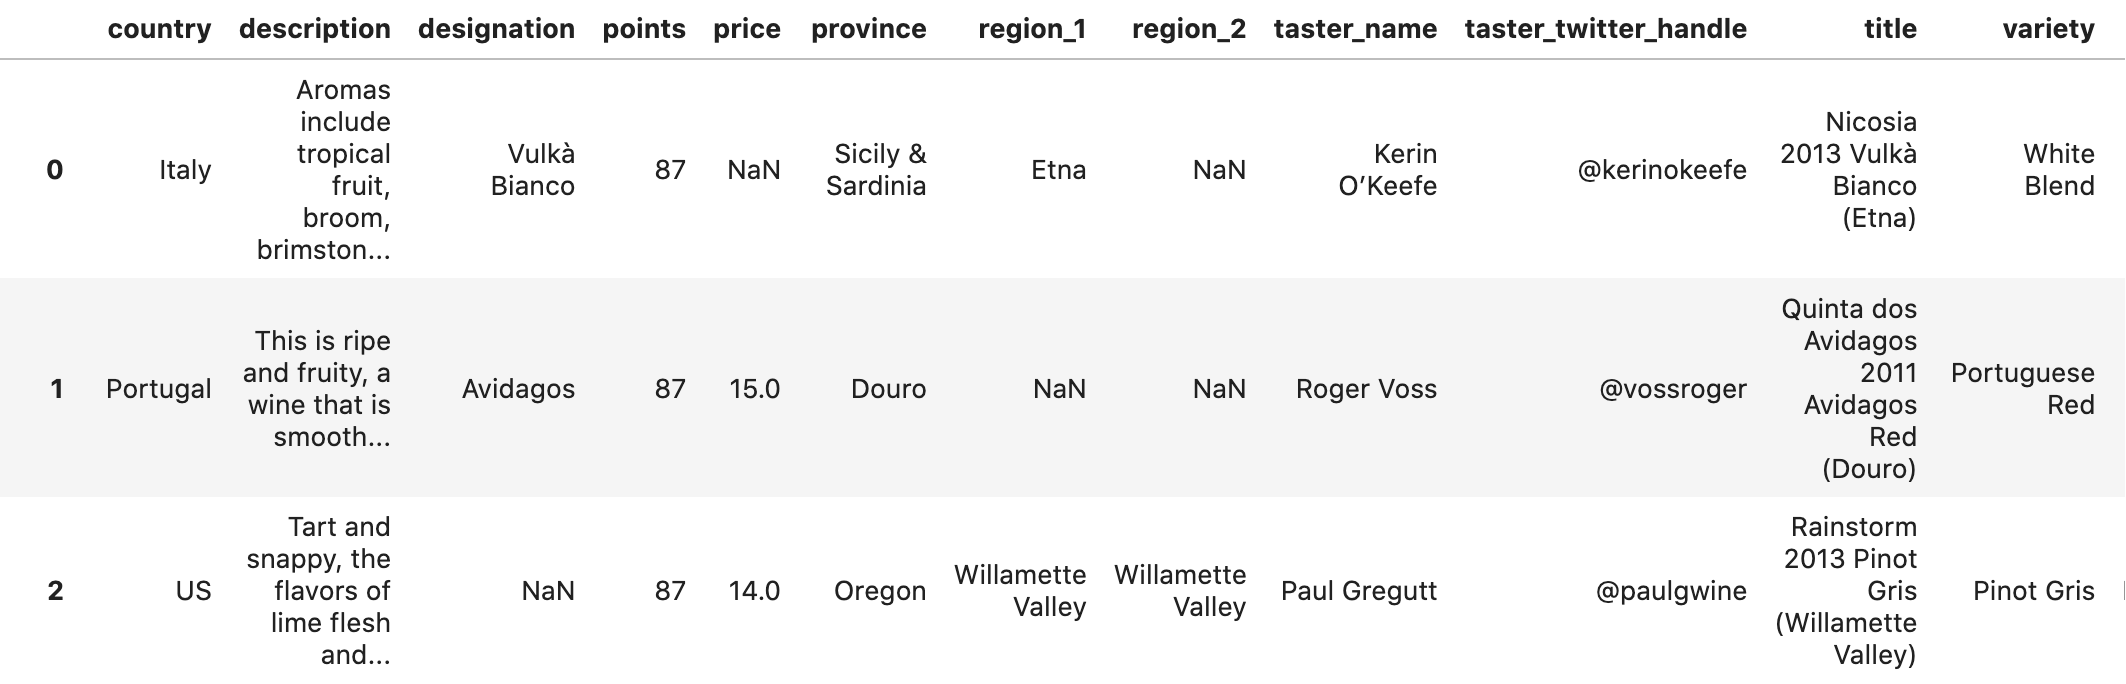 country description designation points price province region_1 region_2 taster_name taster_twitter_handle title variety
0 Italy Aromas include tropical fruit, broom, brimston... Vulkà Bianco 87 NaN Sicily & Sardinia Etna NaN Kerin O’Keefe @kerinokeefe Nicosia 2013 Vulkà Bianco (Etna) White Blend
1 Portugal This is ripe and fruity, a wine that is smooth... Avidagos 87 15.0 Douro NaN NaN Roger Voss @vossroger Quinta dos Avidagos 2011 Avidagos Red (Douro) Portuguese Red
2 US Tart and snappy, the flavors of lime flesh and... NaN 87 14.0 Oregon Willamette Valley Willamette Valley Paul Gregutt @paulgwine Rainstorm 2013 Pinot Gris (Willamette Valley) Pinot Gris